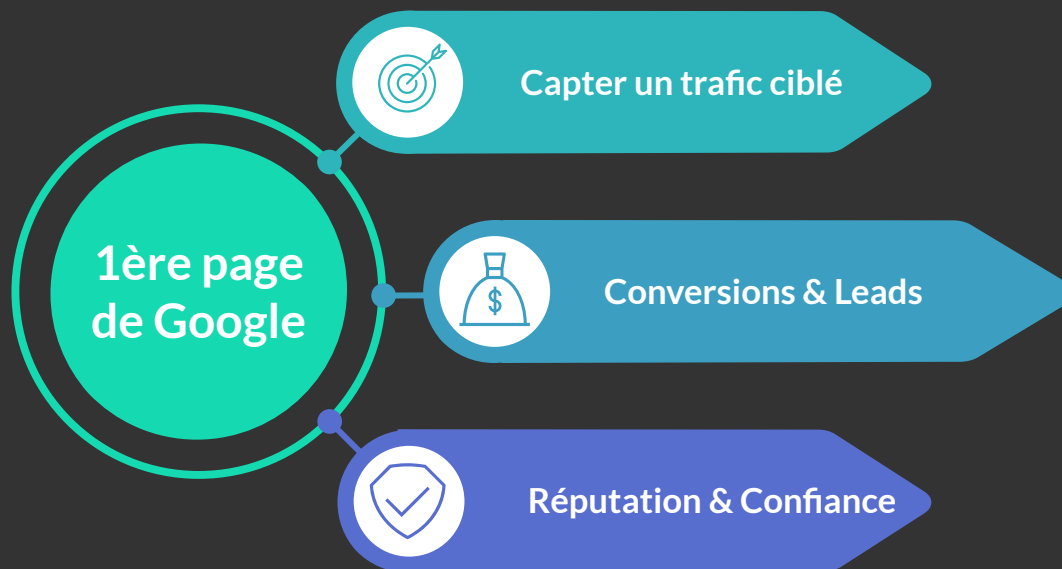 Capter un trafic ciblé
1ère page
de Google
$
Conversions & Leads
Réputation & Confiance